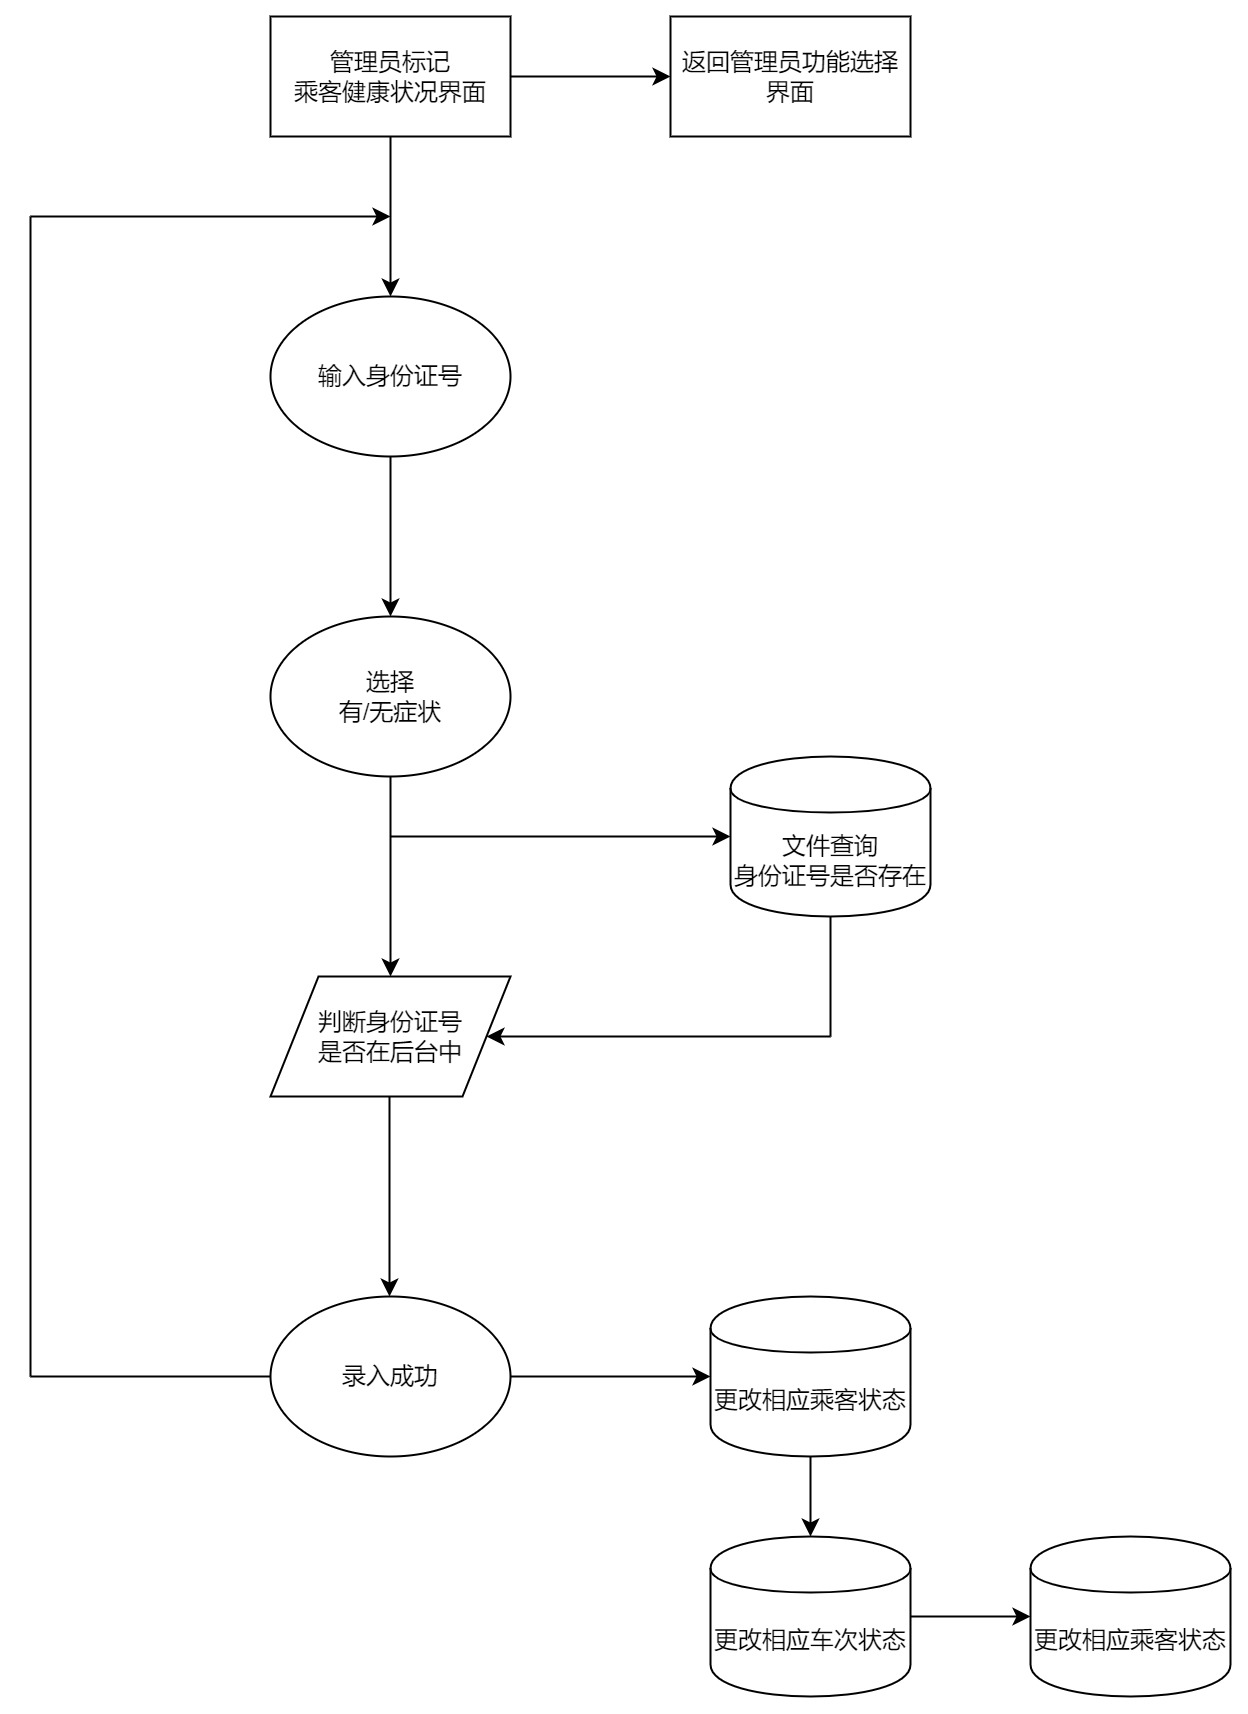 管理员标记
乘客健康状况界面
返回管理员功能选择
界面
输入身份证号
选择
有/无症状
文件查询
身份证号是否存在
判断身份证号
是否在后台中
录入成功
更改相应乘客状态
更改相应车次状态
更改相应乘客状态